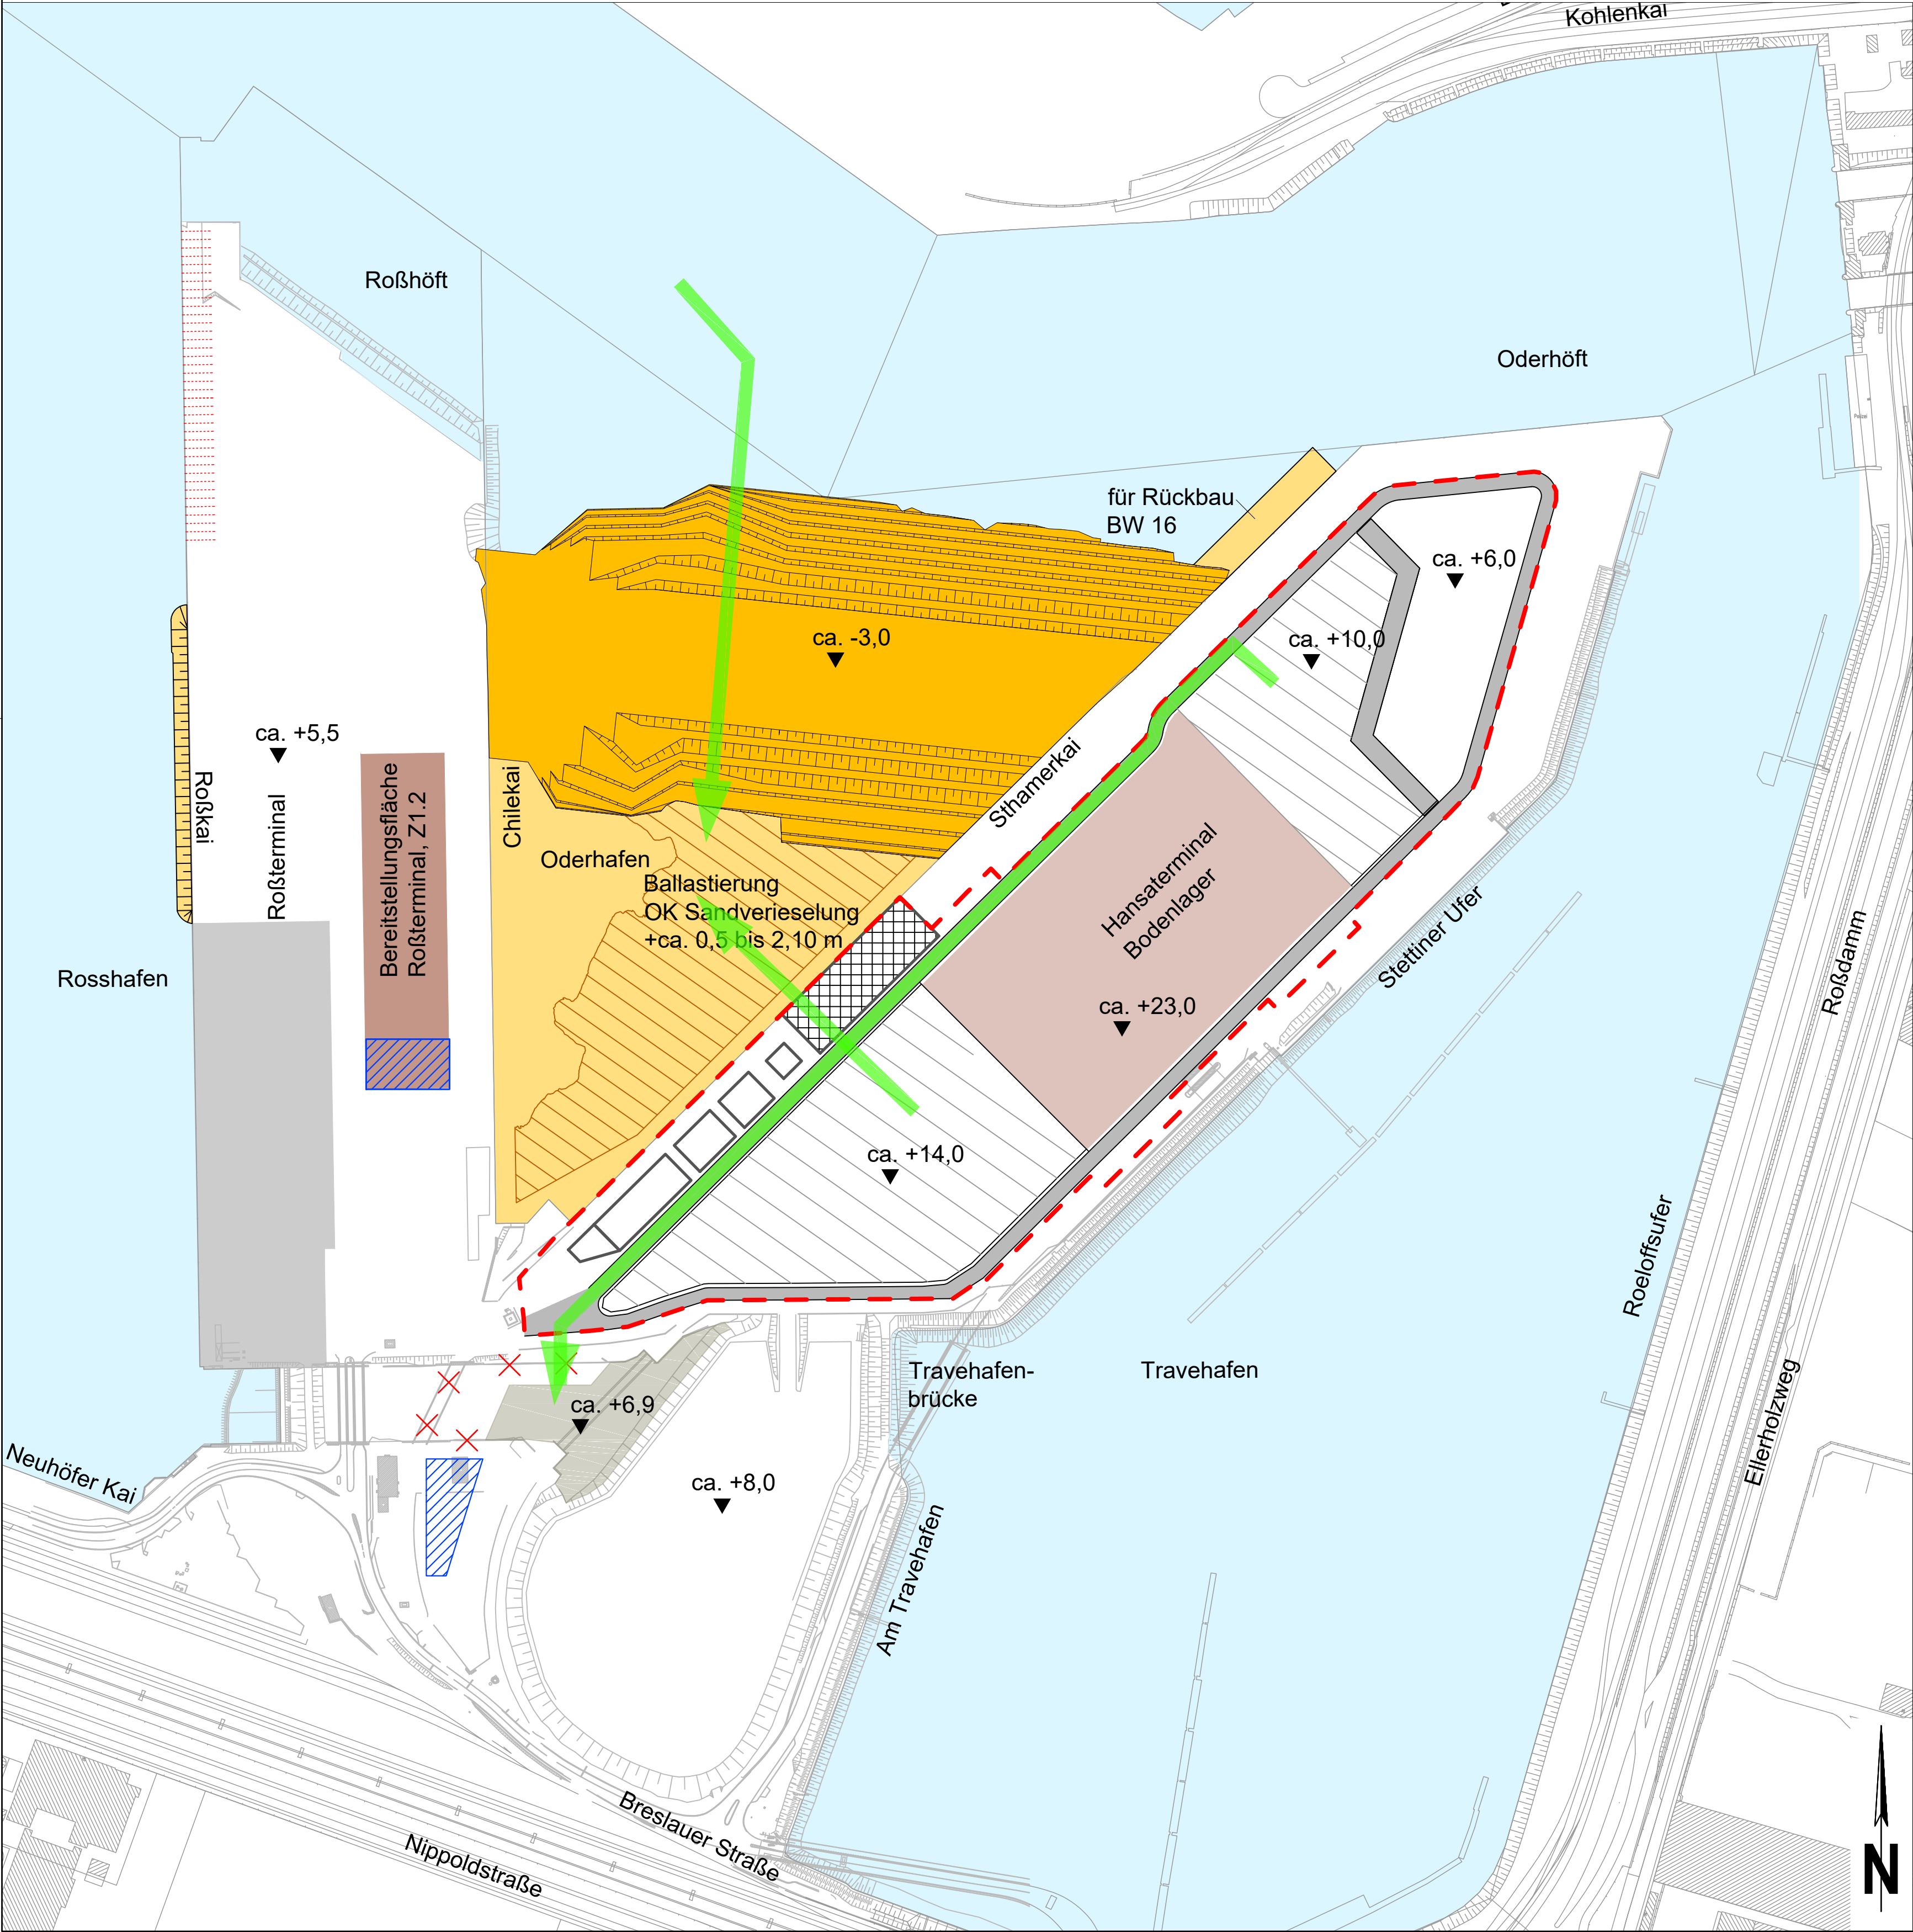 Kohlenkai
Roßhöft
Oderhöft
Polizei
für Rückbau
BW 16
ca. +6,0
ca. +10,0
ca. -3,0
ca. +5,5
Roßkai
Roßterminal
Bereitstellungsfläche
Roßterminal, Z1.2
Chilekai
Sthamerkai
Oderhafen
Ballastierung
OK Sandverieselung
+ca. 0,5 bis 2,10 m
Hansaterminal
Bodenlager
ca. +23,0
Stettiner Ufer
Roßdamm
Rosshafen
ca. +14,0
Roeloffsufer
Travehafen-
brücke
Travehafen
ca. +6,9
Ellerholzweg
Neuhöfer Kai
ca. +8,0
Am Travehafen
Breslauer Straße
Nippoldstraße
N